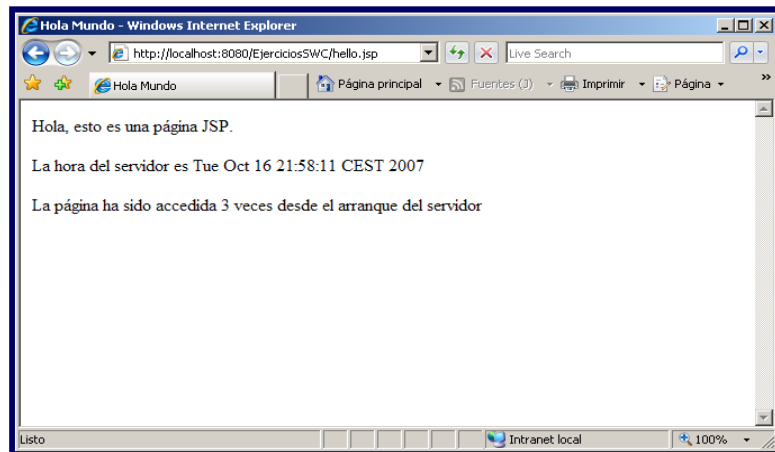 Hola Mundo - Windows Internet Explorer
http://localhost:8080/EjerciciosSWC/hello.jsp Live Search
Hola Mundo Página principal Fuentes (J) Imprimir Página »
Hola, esto es una página JSP.
La hora del servidor es Tue Oct 16 21:58:11 CEST 2007
La página ha sido accedida 3 veces desde el arranque del servidor
Listo Intranet local 100%